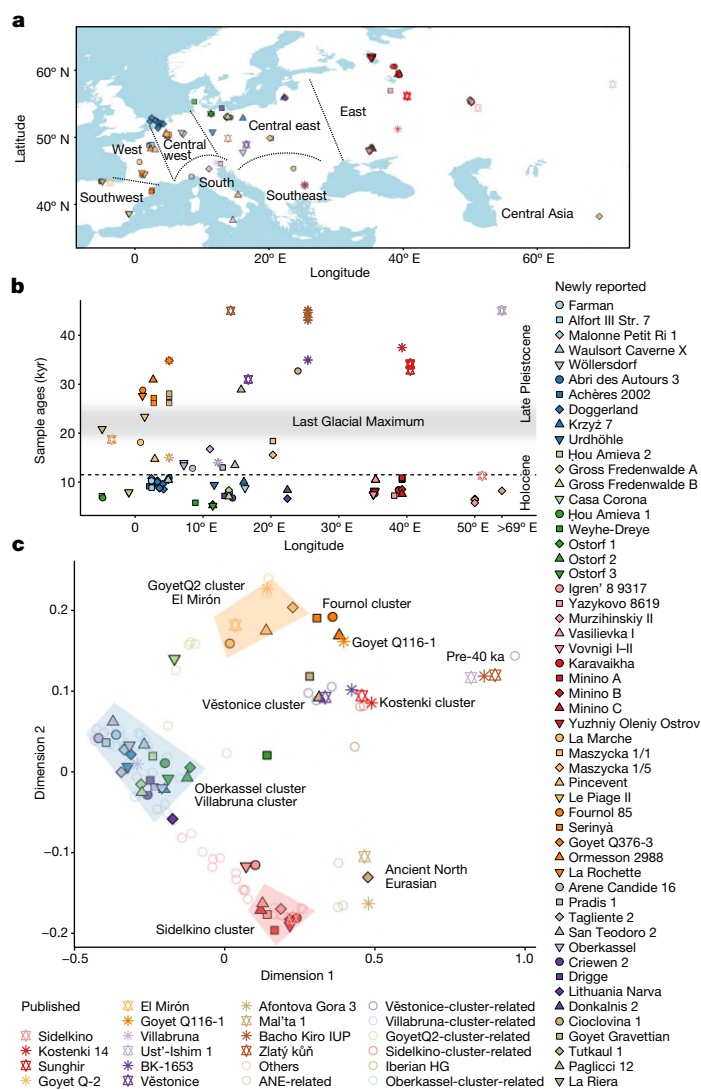 a
60° N
50° N
40° N
Latitude
East
Central east
Central
west
West
Southwest
South
Southeast
Central Asia
0
20° E
40° E
60° E
Longitude
b
Sample ages (kyr)
40
30
20
10
Last Glacial Maximum
Late Pleistocene
Holocene
0
10° E
20° E
30° E
40° E
50° E
>69° E
Longitude
c
GoyetQ2 cluster
El Mirón
Fournol cluster
Goyet Q116-1
Pre-40 ka
Věstonice cluster
Kostenki cluster
Oberkassel cluster
Villabruna cluster
Ancient North
Eurasian
Sidelkino cluster
Dimension 2
0.2
0.1
0
−0.1
−0.2
−0.5
0
0.5
1.0
Dimension 1
Newly reported
Farman
Alfort III Str. 7
Malonne Petit Ri 1
Waulsort Caverne X
Wöllersdorf
Abri des Autours 3
Achères 2002
Doggerland
Krzyż 7
Urdhöhle
Ḥou Amieva 2
Gross Fredenwalde A
Gross Fredenwalde B
Casa Corona
Ḥou Amieva 1
Weyhe-Dreye
Ostorf 1
Ostorf 2
Ostorf 3
Igren’ 8 9317
Yazykovo 8619
Murzihinskiy II
Vasilievka I
Vovnigi I–II
Karavaikha
Minino A
Minino B
Minino C
Yuzhniy Oleniy Ostrov
La Marche
Maszycka 1/1
Maszycka 1/5
Pincevent
Le Piage II
Fournol 85
Serinyà
Goyet Q376-3
Ormesson 2988
La Rochette
Arene Candide 16
Pradis 1
Tagliente 2
San Teodoro 2
Oberkassel
Criewen 2
Drigge
Lithuania Narva
Donkalnis 2
Cioclovina 1
Goyet Gravettian
Tutkaul 1
Paglicci 12
La Riera
Published
Sidelkino
Kostenki 14
Sunghir
Goyet Q-2
El Mirón
Goyet Q116-1
Villabruna
Ust’-Ishim 1
BK-1653
Věstonice
Afontova Gora 3
Mal’ta 1
Bacho Kiro IUP
Zlatý kůň
Others
ANE-related
Věstonice-cluster-related
Villabruna-cluster-related
GoyetQ2-cluster-related
Sidelkino-cluster-related
Iberian HG
Oberkassel-cluster-related